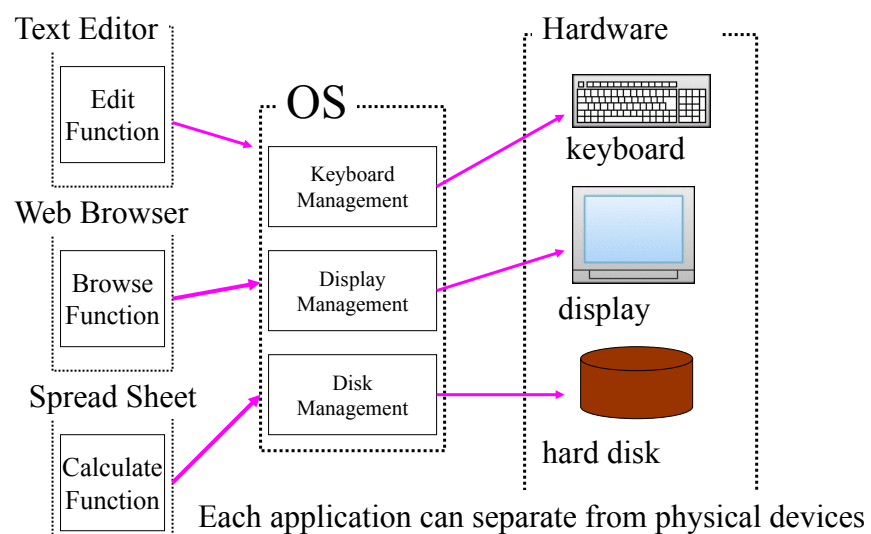 Text Editor
Edit
Function
Web Browser
Browse
Function
Spread Sheet
Calculate
Function
OS
Keyboard
Management
Display
Management
Disk
Management
Hardware
keyboard
display
hard disk
Each application can separate from physical devices